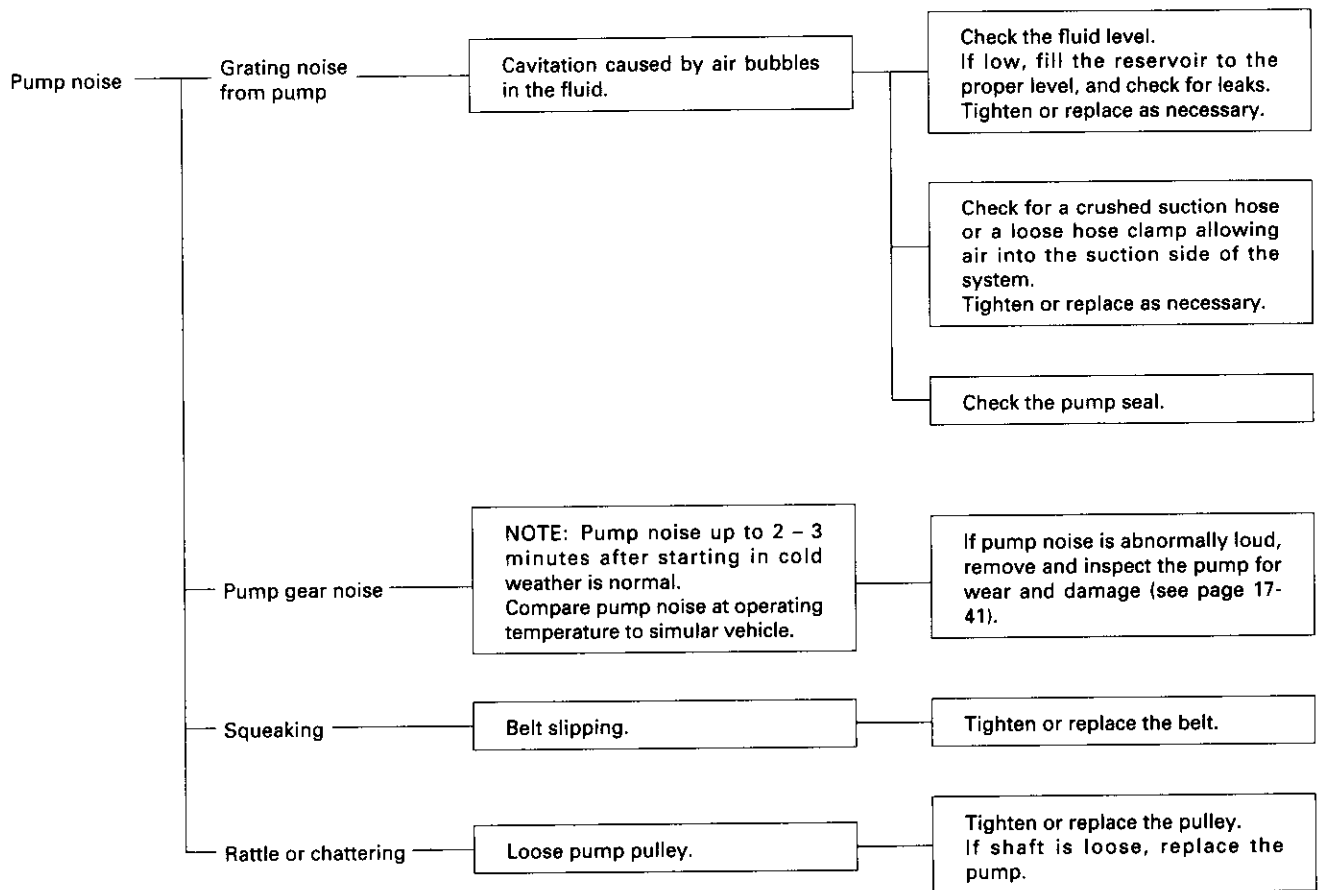 Pump noise
Grating noise
from pump
Cavitation caused by air bubbles
in the fluid.
Check the fluid level.
If low, fill the reservoir to the
proper level, and check for leaks.
Tighten or replace as necessary.
Check for a crushed suction hose
or a loose hose clamp allowing
air into the suction side of the
system.
Tighten or replace as necessary.
Check the pump seal.
Pump gear noise
NOTE: Pump noise up to 2 – 3
minutes after starting in cold
weather is normal.
Compare pump noise at operating
temperature to simular vehicle.
If pump noise is abnormally loud,
remove and inspect the pump for
wear and damage (see page 17-
41).
Squeaking
Belt slipping.
Tighten or replace the belt.
Rattle or chattering
Loose pump pulley.
Tighten or replace the pulley.
If shaft is loose, replace the
pump.